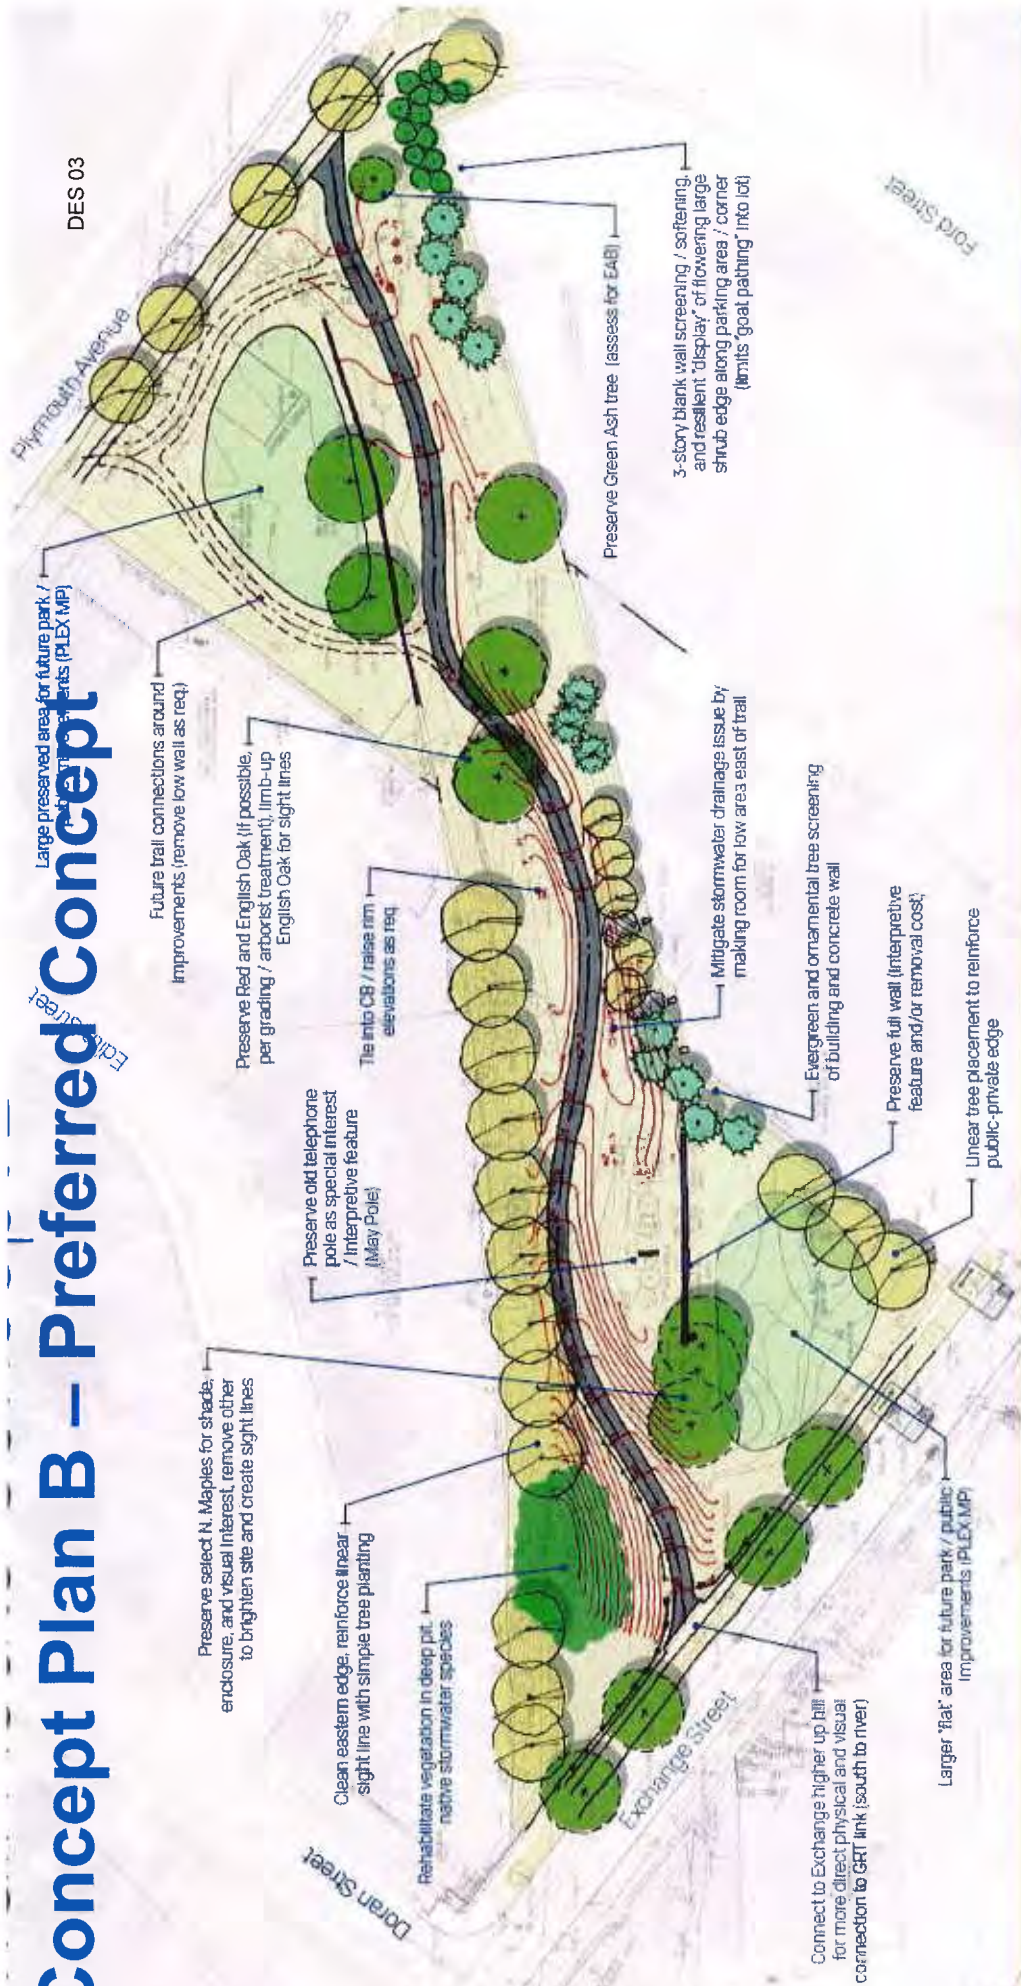 Concept Plan B – Preferred Concept
DES 03
Plymouth Avenue
Ford Street
Large preserved area for future park /
(PLEX MP)
Future trail connections around
improvements (remove low wall as req.)
Preserve Red and English Oak (if possible,
per grading / arborist treatment), limb-up
English Oak for sight lines
Tie into CB / raise rim
elevations as req.
Preserve old telephone
pole as special interest
/ interpretive feature
(May Pole)
Preserve select N. Maples for shade,
enclosure, and visual interest, remove other
to brighten site and create sight lines
Clean eastern edge, reinforce linear
sight line with simple tree planting
Rehabilitate vegetation in deep pit.
native stormwater species
Doran Street
Exchange Street
Preserve Green Ash tree (assess for EAB)
3-story blank wall screening / softening,
and resilient "display" of flowering large
shrub edge along parking area / corner
(limits "goat pathing" into lot)
Mitigate stormwater drainage issue by
making room for low area east of trail
Evergreen and ornamental tree screening
of building and concrete wall
Preserve full wall (interpretive
feature and/or removal cost)
Linear tree placement to reinforce
public-private edge
Larger "flat" area for future park / public
improvements (PLEX MP)
Connect to Exchange higher up hill
for more direct physical and visual
connection to GRT link (south to river)